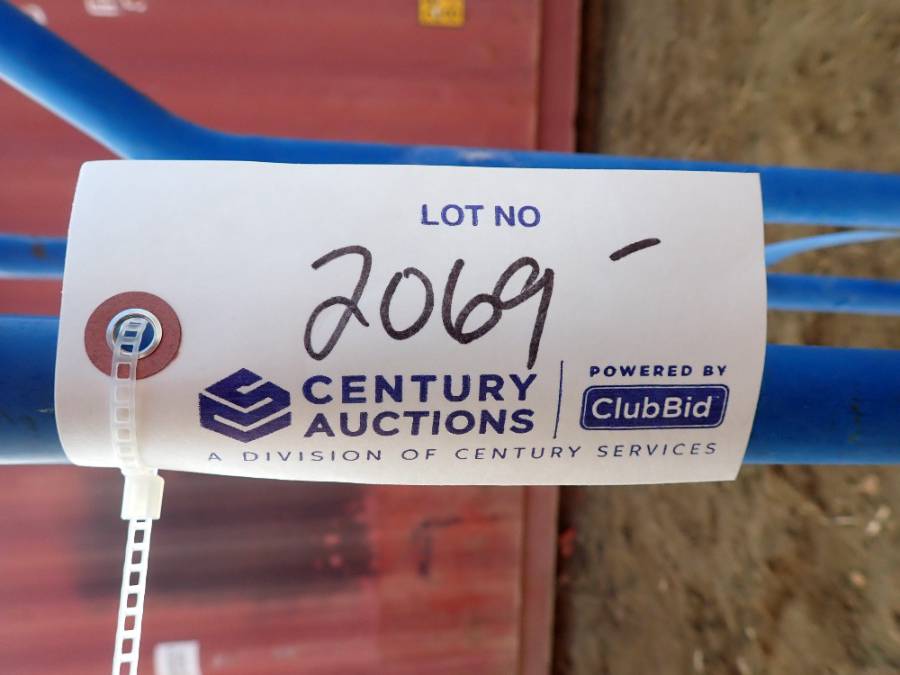 LOT NO
2069 -
CENTURY
AUCTIONS
POWERED BY
ClubBid
A DIVISION OF CENTURY SERVICES